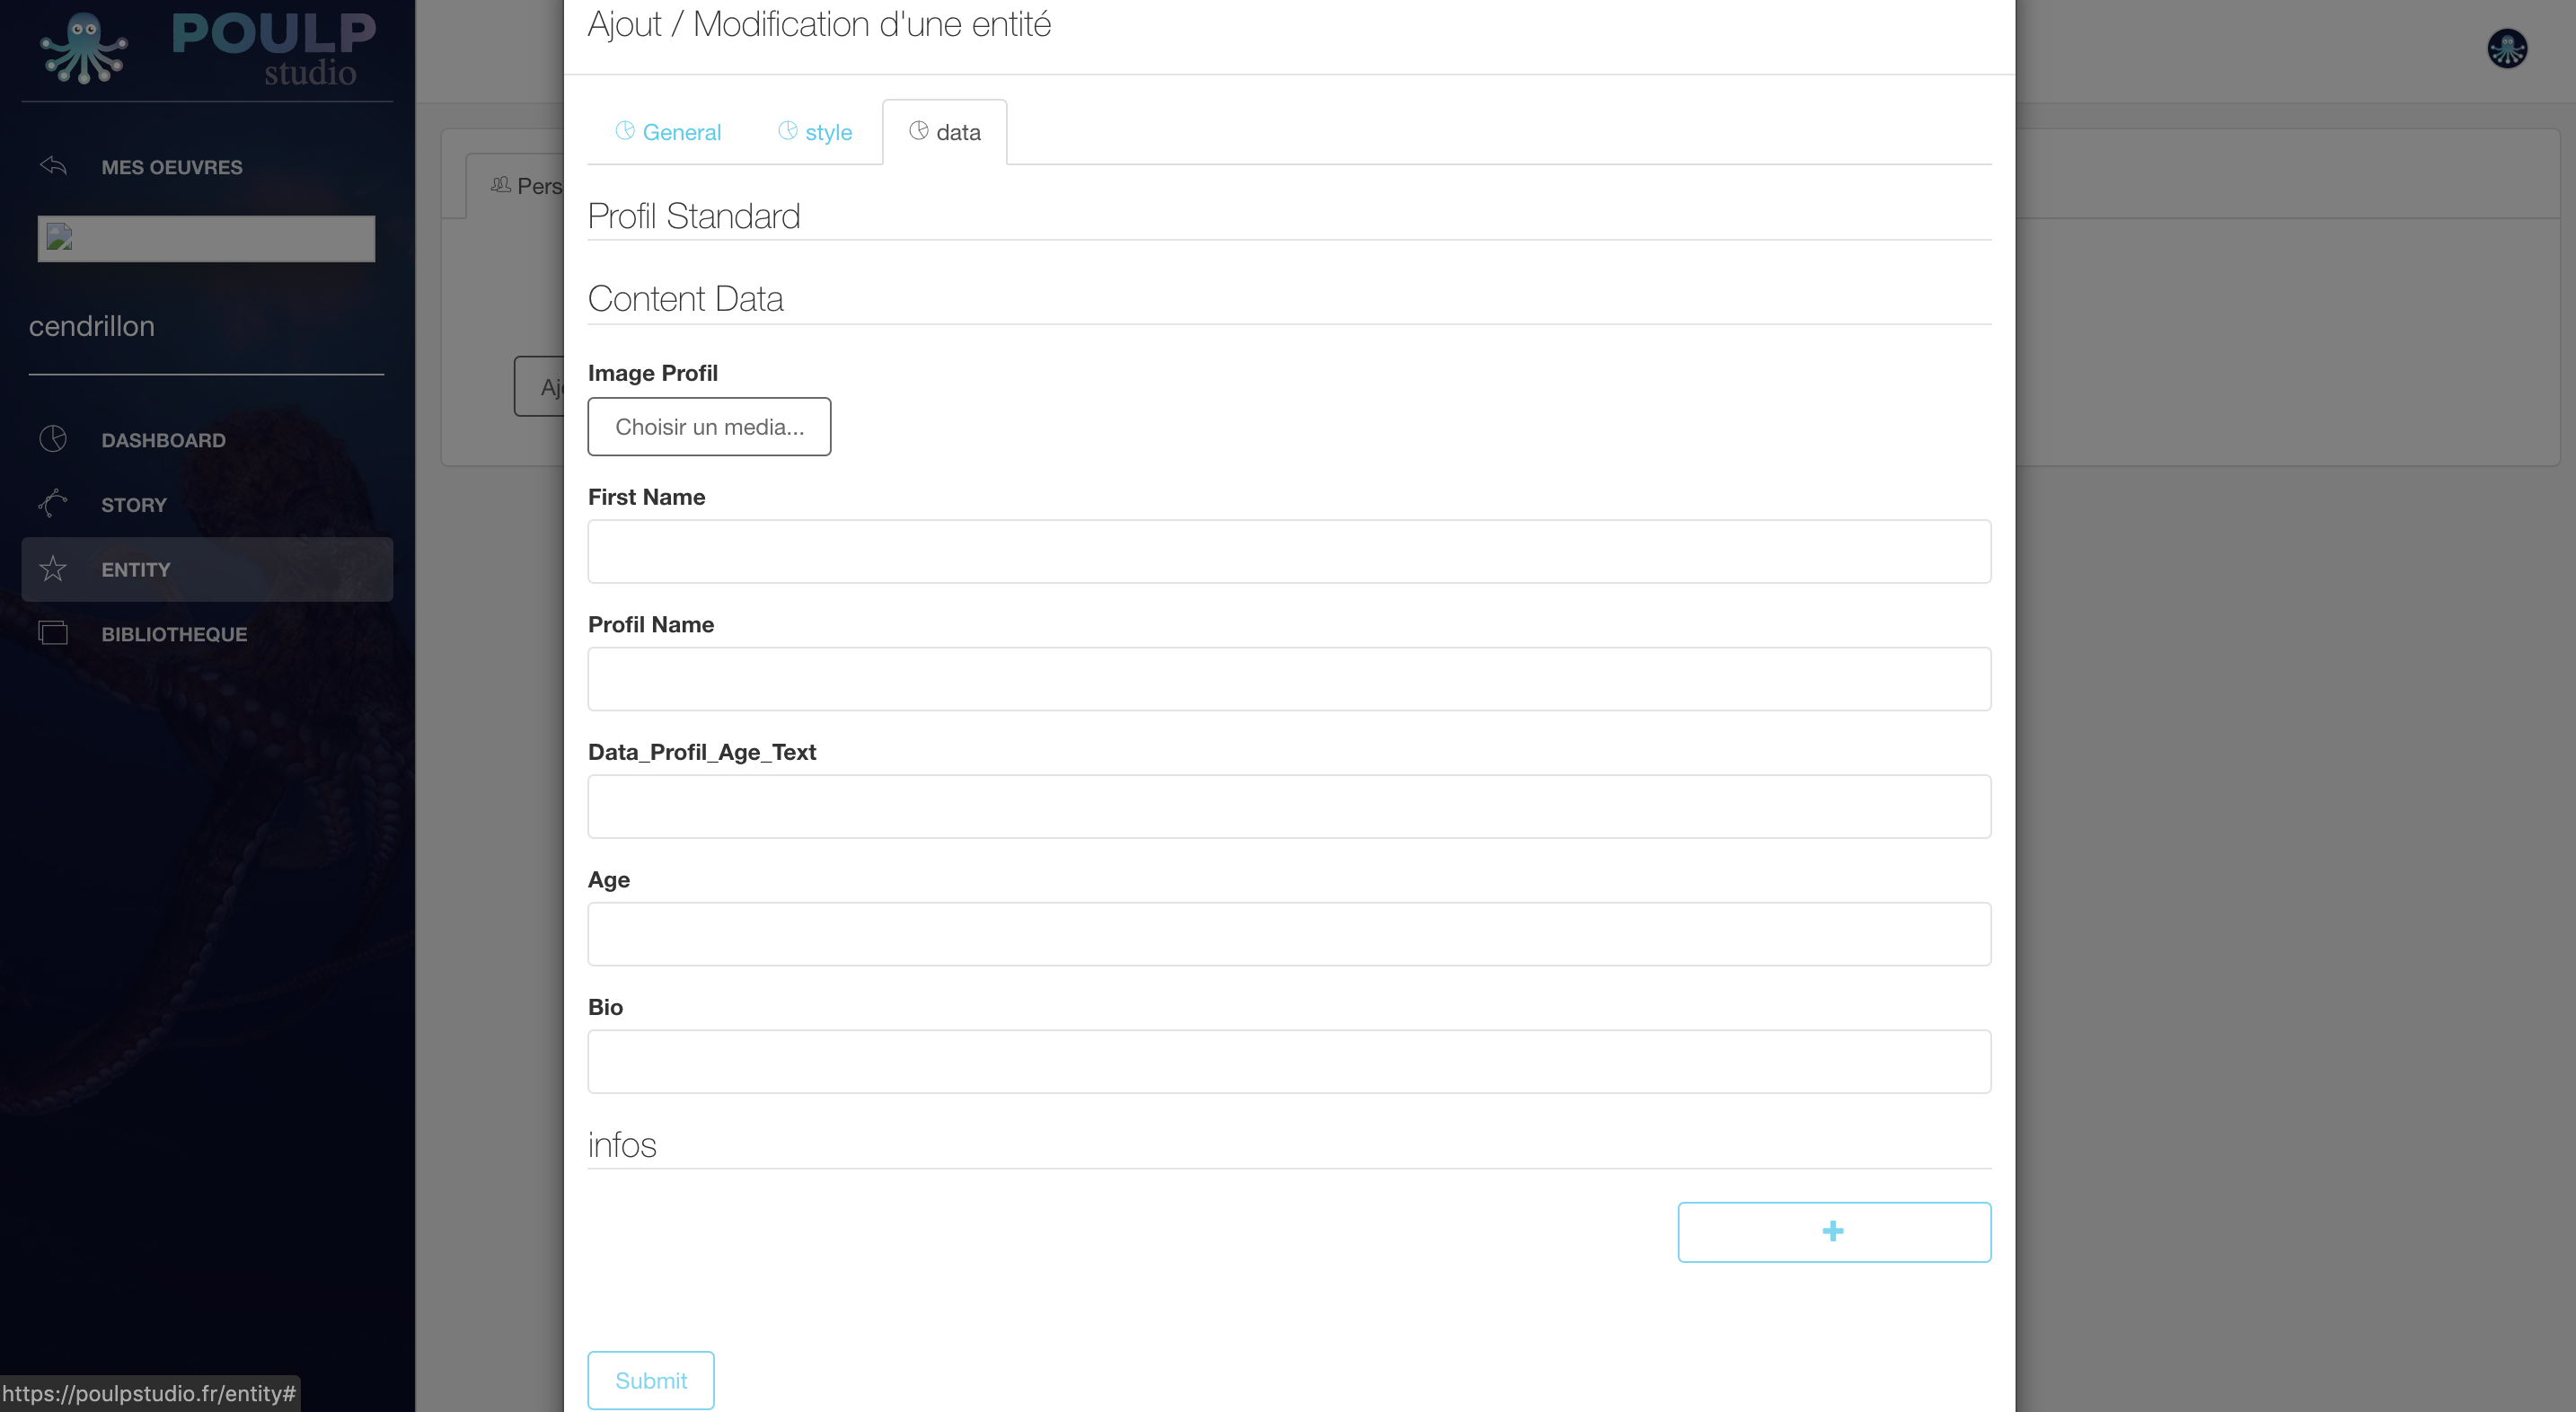 POULP
studio
MES OEUVRES
cendrillon
DASHBOARD
STORY
ENTITY
BIBLIOTHEQUE
https://poulpstudio.fr/entity#
Pers
Aj
Ajout / Modification d'une entité
General
style
data
Profil Standard
Content Data
Image Profil
Choisir un media...
First Name
Profil Name
Data_Profil_Age_Text
Age
Bio
infos
+
Submit